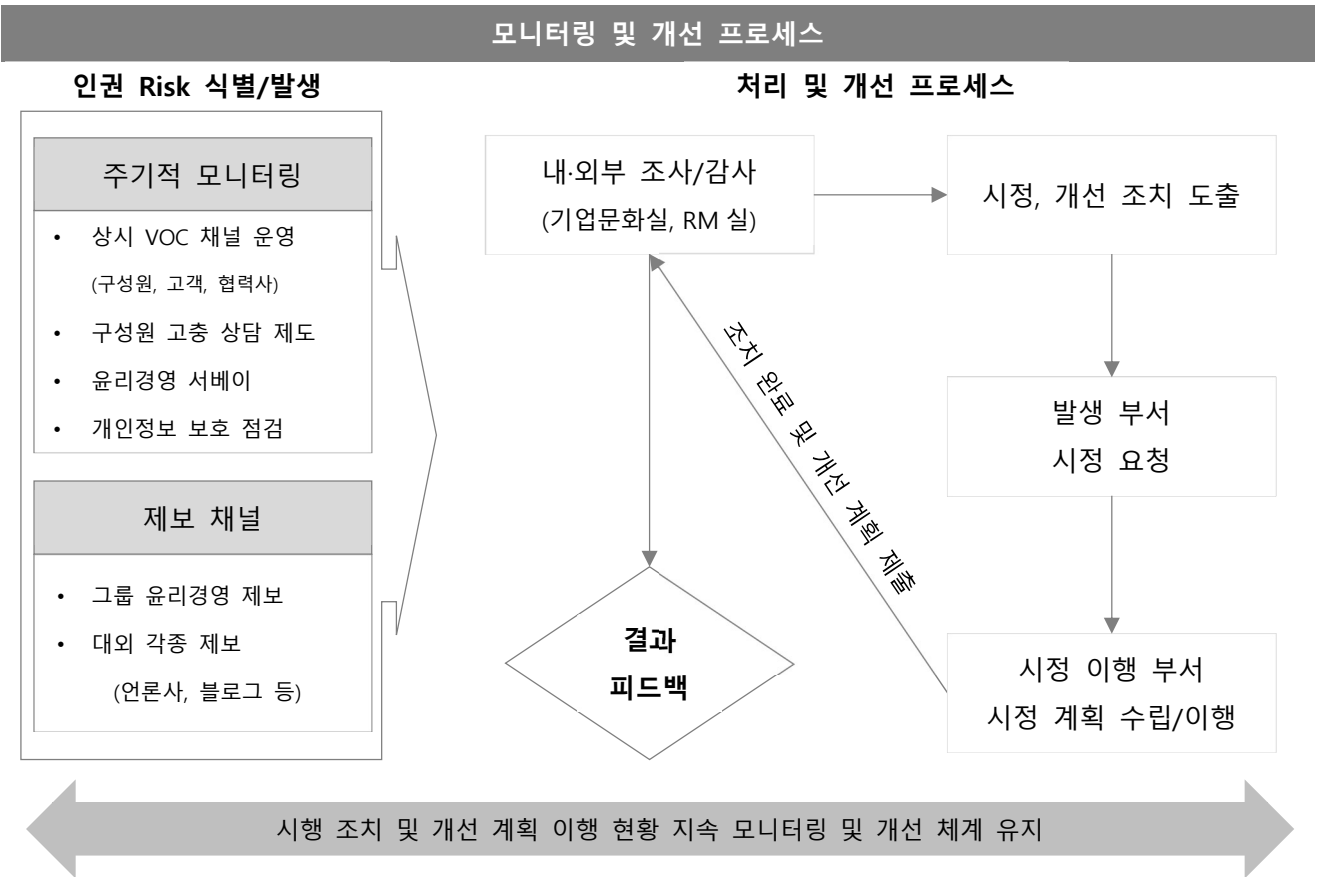 모니터링 및 개선 프로세스
인권 Risk 식별/발생
주기적 모니터링
• 상시 VOC 채널 운영
(구성원, 고객, 협력사)
• 구성원 고충 상담 제도
• 윤리경영 서베이
• 개인정보 보호 점검
제보 채널
• 그룹 윤리경영 제보
• 대외 각종 제보
(언론사, 블로그 등)
처리 및 개선 프로세스
내·외부 조사/감사
(기업문화실, RM 실)
시정, 개선 조치 도출
발생 부서
시정 요청
시정 이행 부서
시정 계획 수립/이행
조치 완료 및 개선 계획 제출
결과
피드백
시행 조치 및 개선 계획 이행 현황 지속 모니터링 및 개선 체계 유지